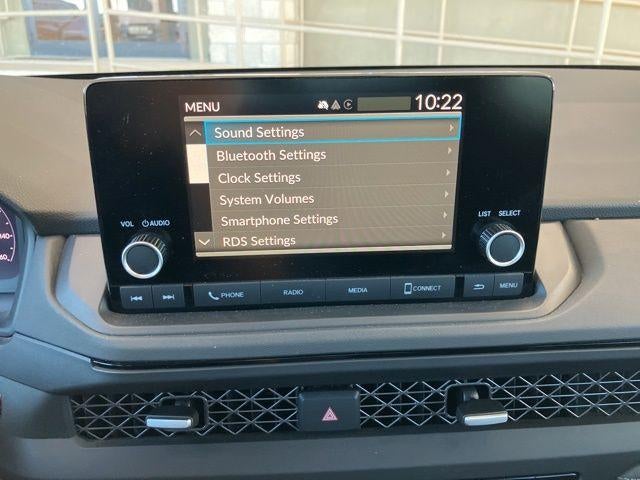 MENU 10:22
Sound Settings
Bluetooth Settings
Clock Settings
System Volumes
Smartphone Settings
RDS Settings
VOL AUDIO
LIST SELECT
PHONE RADIO MEDIA CONNECT MENU